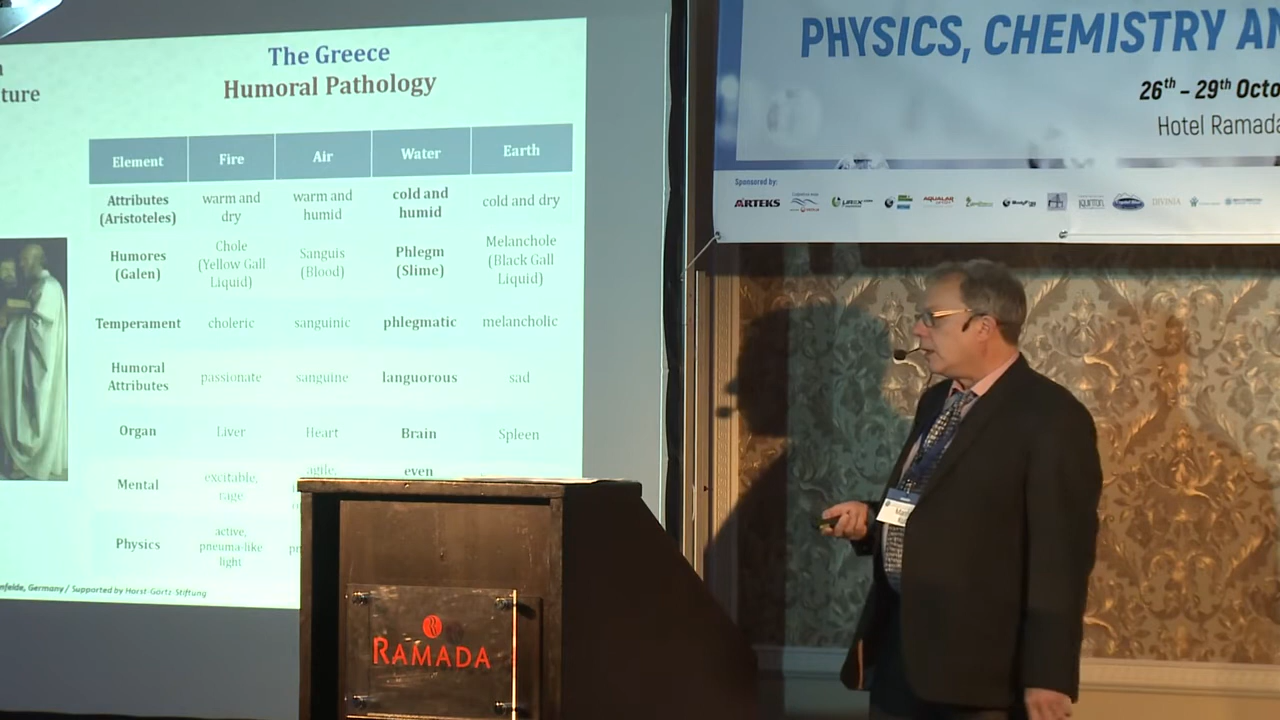 ture
The Greece
Humoral Pathology
Element Fire Air Water Earth
Attributes (Aristoteles) warm and dry warm and humid cold and humid cold and dry
Humores (Galen) Chole (Yellow Gall Liquid) Sanguis (Blood) Phlegm (Slime) Melanchole (Black Gall Liquid)
Temperament choleric sanguinic phlegmatic melancholic
Humoral Attributes passionate sanguine languorous sad
Organ Liver Heart Brain Spleen
Mental excitable, rage agile, even
Physics active, pneuma-like light
nfelde, Germany / Supported by Horst-Görtz-Stiftung
PHYSICS, CHEMISTRY AN
26th – 29th Octo
Hotel Ramada
Sponsored by:
ARTEKS
AQUALAR
DIVINIA
RAMADA